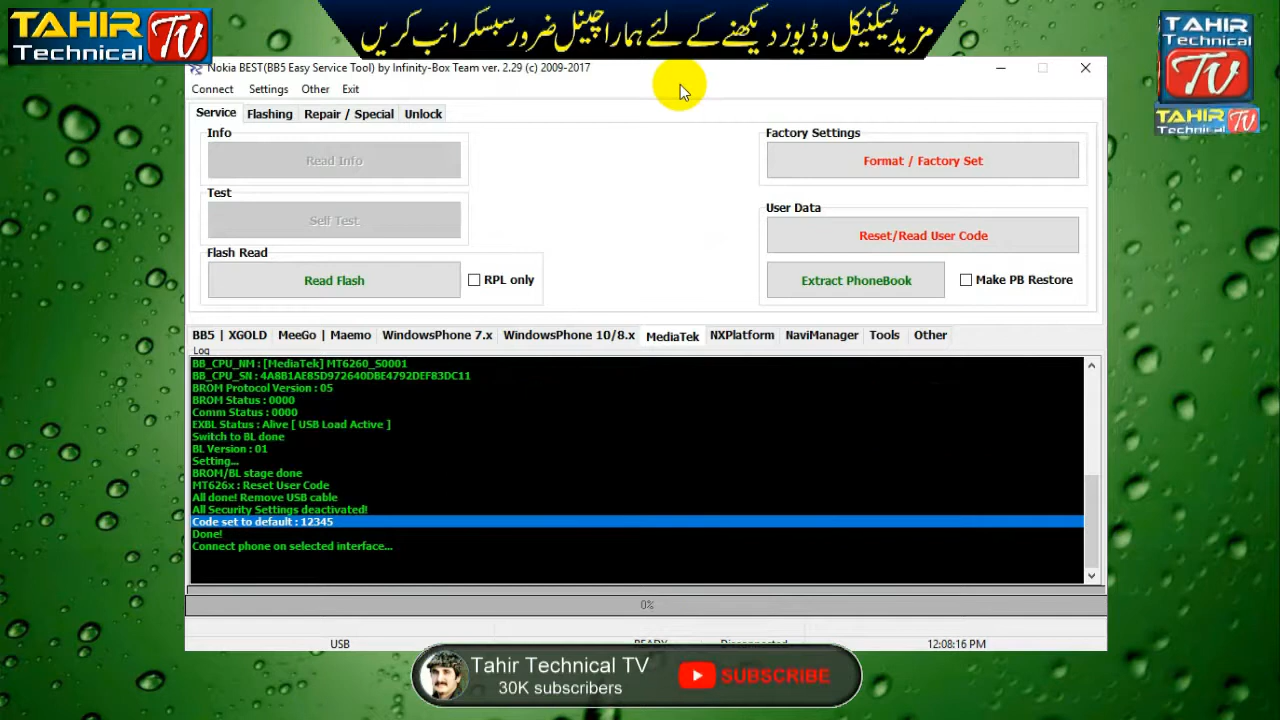 TAHIR
Technical
TV
مزید ٹیکنیکل وڈیوز دیکھنے کے لئے ہمارا چینل ضرور سبسکرائب کریں
TAHIR
Technical
TV
TAHIR
Technical
TV
Nokia BEST(BB5 Easy Service Tool) by Infinity-Box Team ver. 2.29 (c) 2009-2017
Connect Settings Other Exit
Service Flashing Repair / Special Unlock
Info
Read Info
Test
Self Test
Flash Read
Read Flash RPL only
Factory Settings
Format / Factory Set
User Data
Reset/Read User Code
Extract PhoneBook Make PB Restore
BB5 | XGOLD MeeGo | Maemo WindowsPhone 7.x WindowsPhone 10/8.x MediaTek NXPlatform NaviManager Tools Other
Log
BB_CPU_NM : [MediaTek] MT6260_S0001
BB_CPU_SN : 4A8B1AE85D972640DBE4792DEF83DC11
BROM Protocol Version : 05
BROM Status : 0000
Comm Status : 0000
EXBL Status : Alive [ USB Load Active ]
Switch to BL done
BL Version : 01
Setting...
BROM/BL stage done
MT626x : Reset User Code
All done! Remove USB cable
All Security Settings deactivated!
Code set to default : 12345
Done!
Connect phone on selected interface...
0%
USB READY Disconnected 12:08:16 PM
Tahir Technical TV
30K subscribers
SUBSCRIBE